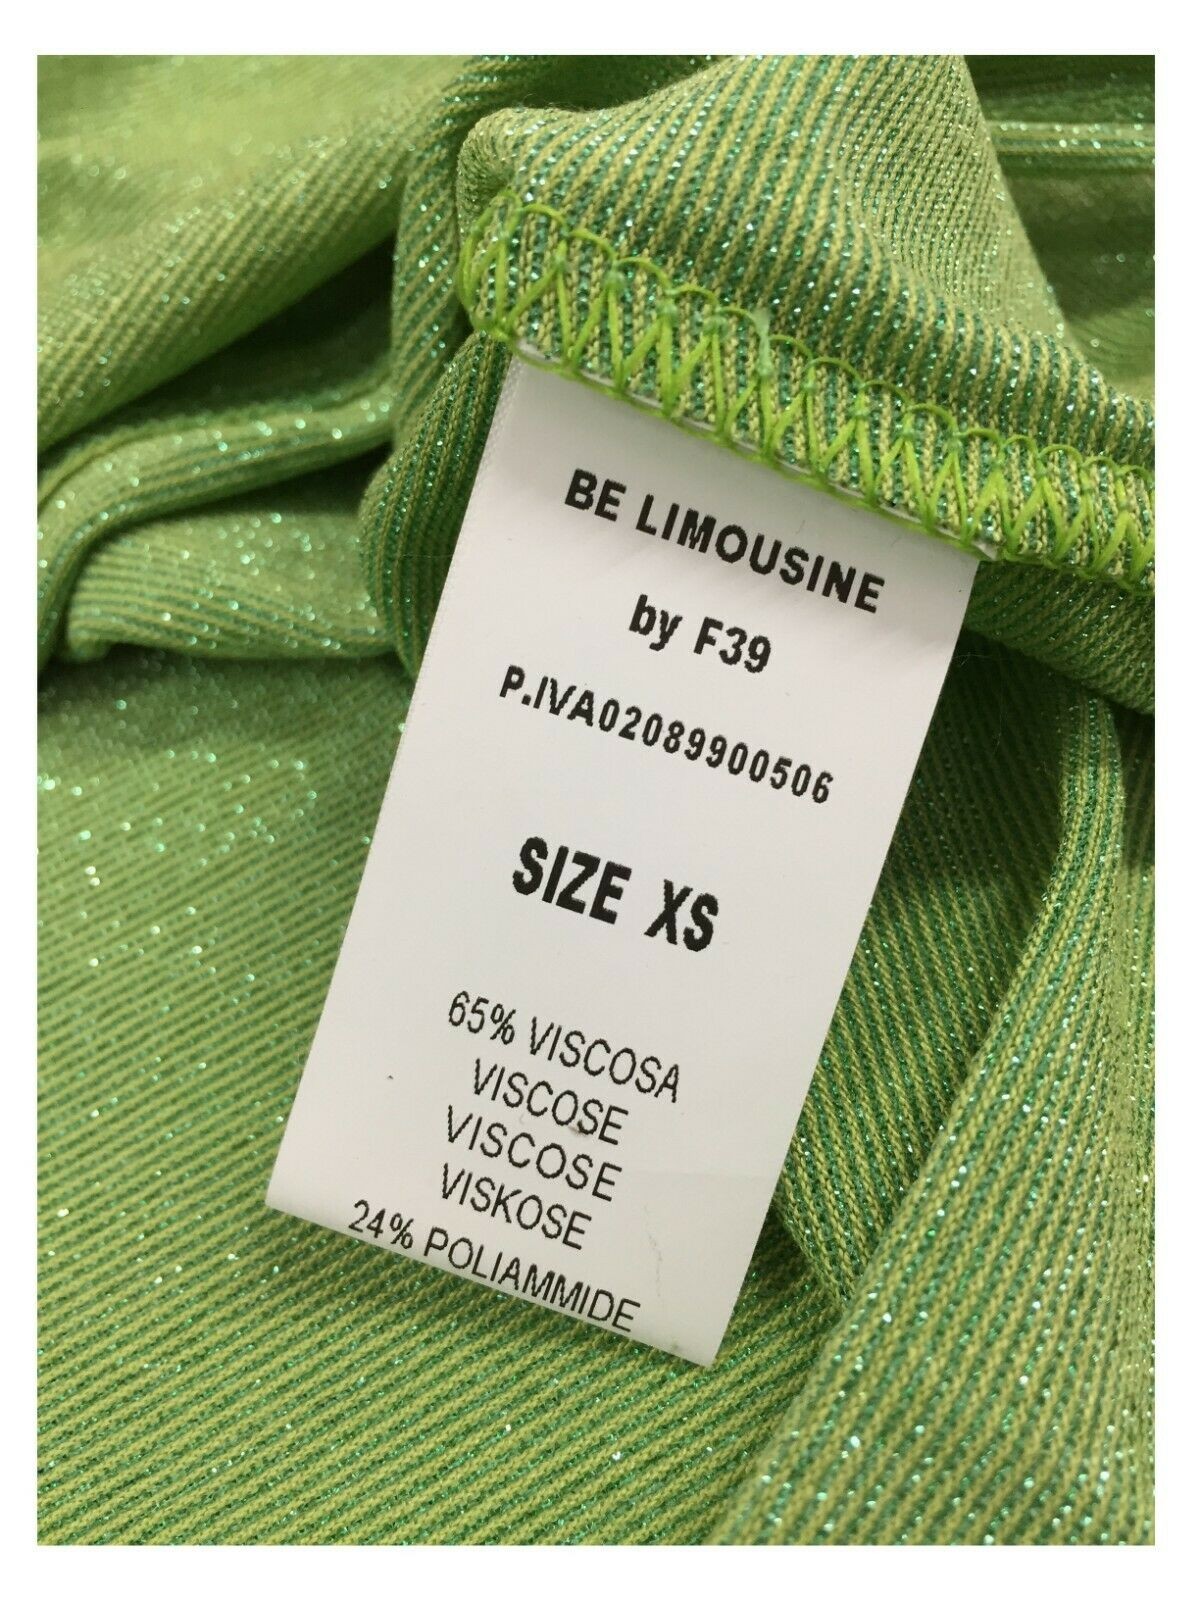 BE LIMOUSINE
by F39
P.IVA02089900506
SIZE XS
65% VISCOSA
VISCOSE
VISCOSE
VISKOSE
24% POLIAMMIDE